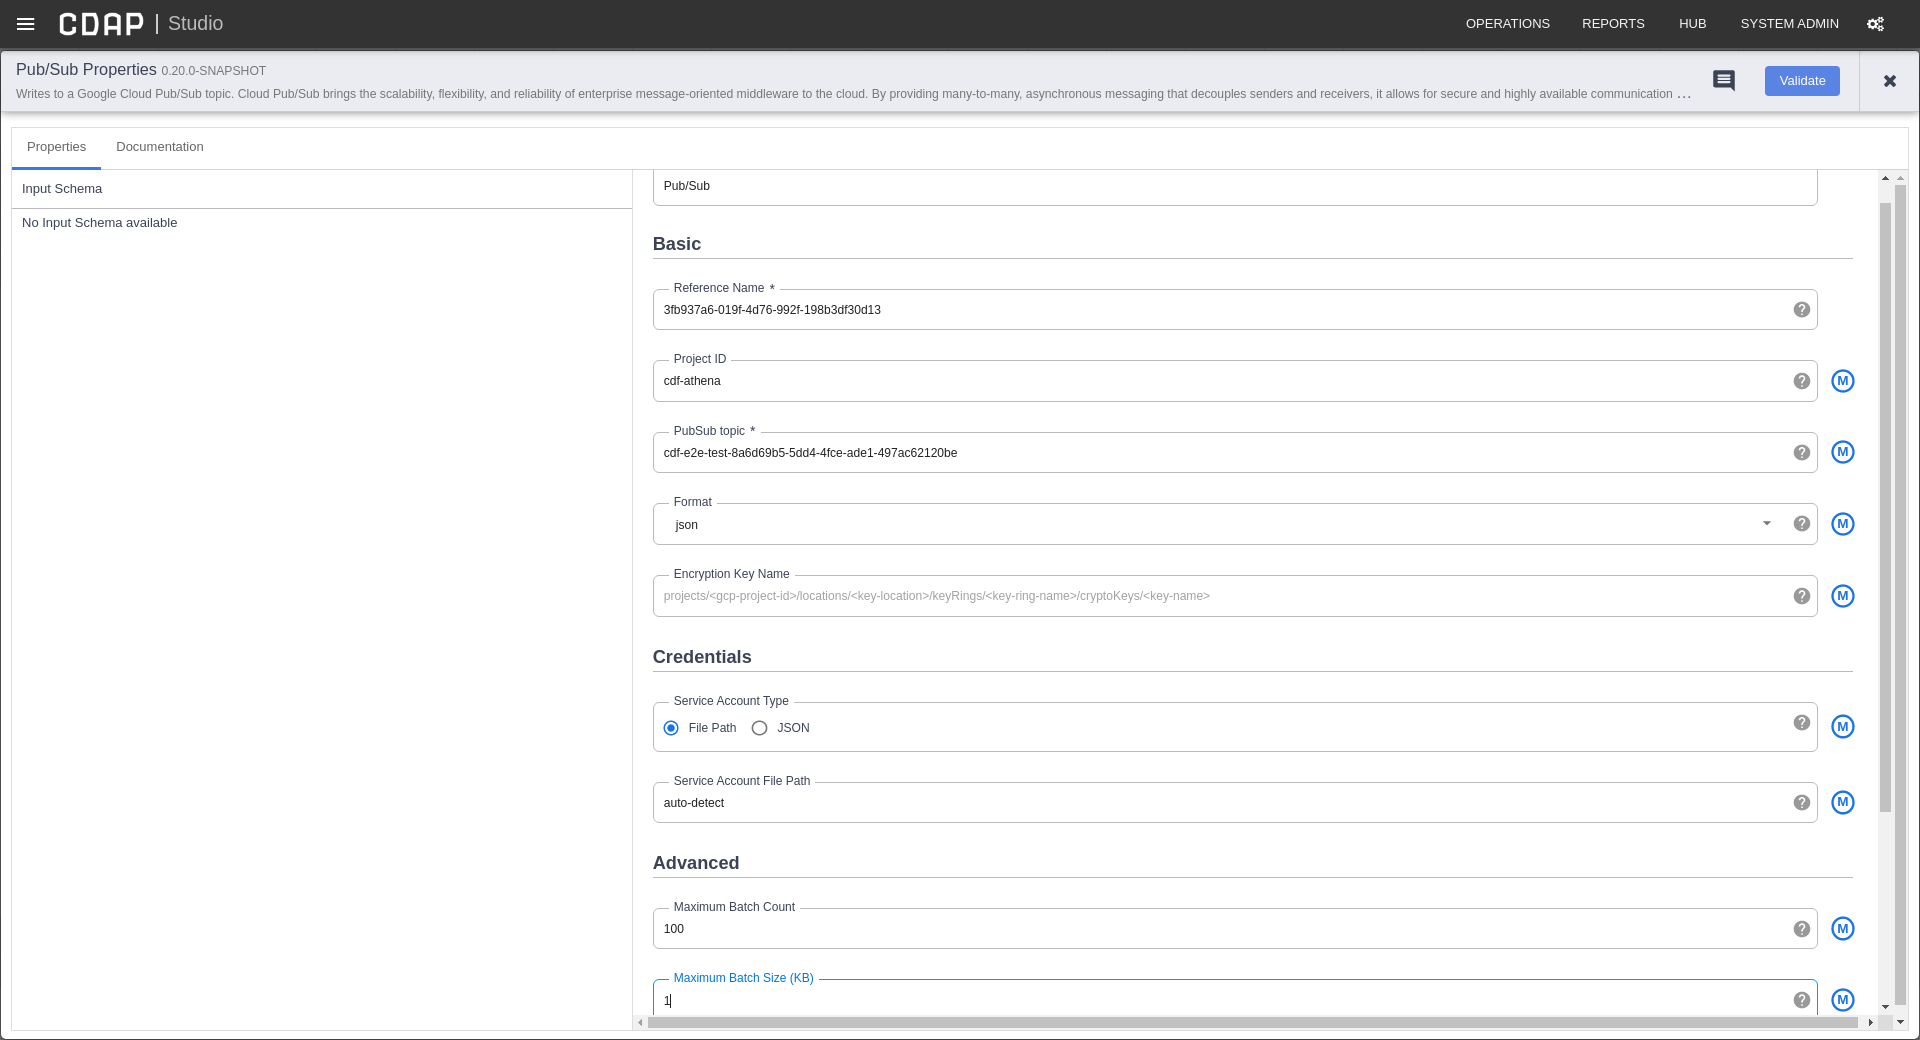 CDAP | Studio OPERATIONS REPORTS HUB SYSTEM ADMIN
Pub/Sub Properties 0.20.0-SNAPSHOT
Writes to a Google Cloud Pub/Sub topic. Cloud Pub/Sub brings the scalability, flexibility, and reliability of enterprise message-oriented middleware to the cloud. By providing many-to-many, asynchronous messaging that decouples senders and receivers, it allows for secure and highly available communication ...
Validate
Properties Documentation
Input Schema
No Input Schema available
Pub/Sub
Basic
Reference Name *
3fb937a6-019f-4d76-992f-198b3df30d13
Project ID
cdf-athena
M
PubSub topic *
cdf-e2e-test-8a6d69b5-5dd4-4fce-ade1-497ac62120be
M
Format
json
M
Encryption Key Name
projects/<gcp-project-id>/locations/<key-location>/keyRings/<key-ring-name>/cryptoKeys/<key-name>
M
Credentials
Service Account Type
File Path JSON
M
Service Account File Path
auto-detect
M
Advanced
Maximum Batch Count
100
M
Maximum Batch Size (KB)
1
M